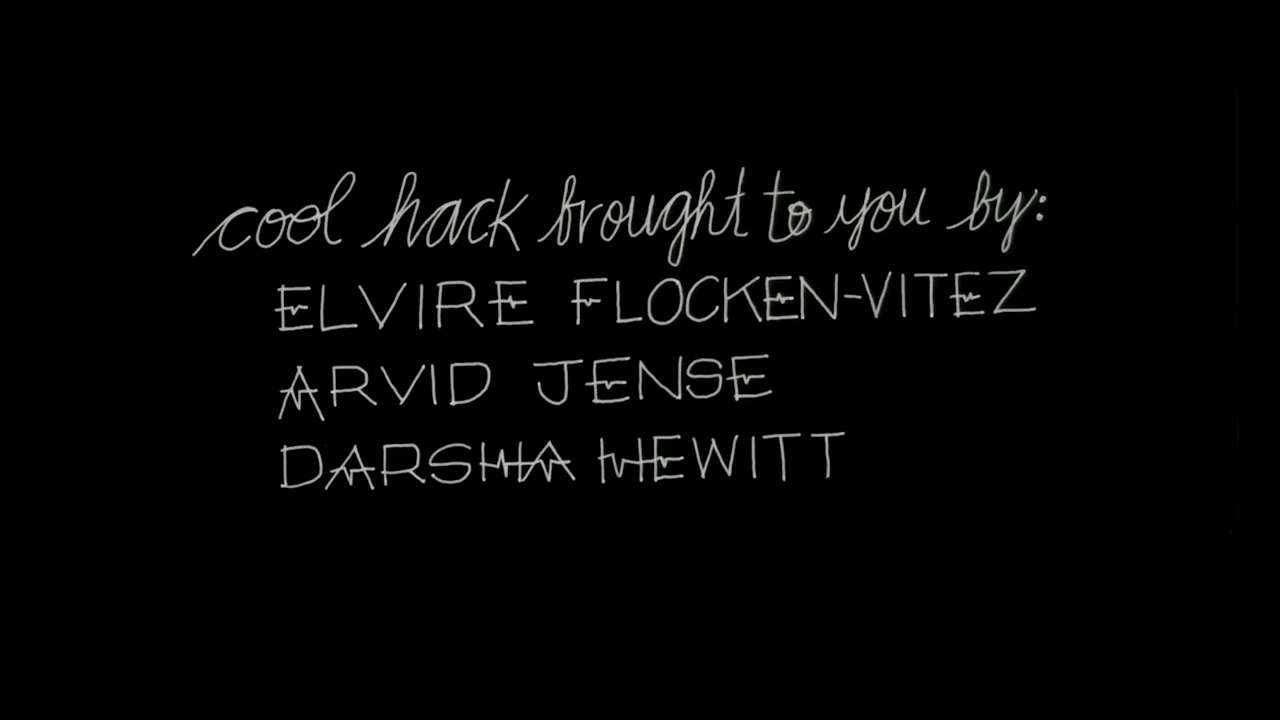 cool hack brought to you by:
ELVIRE FLOCKEN-VITEZ
ARVID JENSE
DARSHA HEWITT